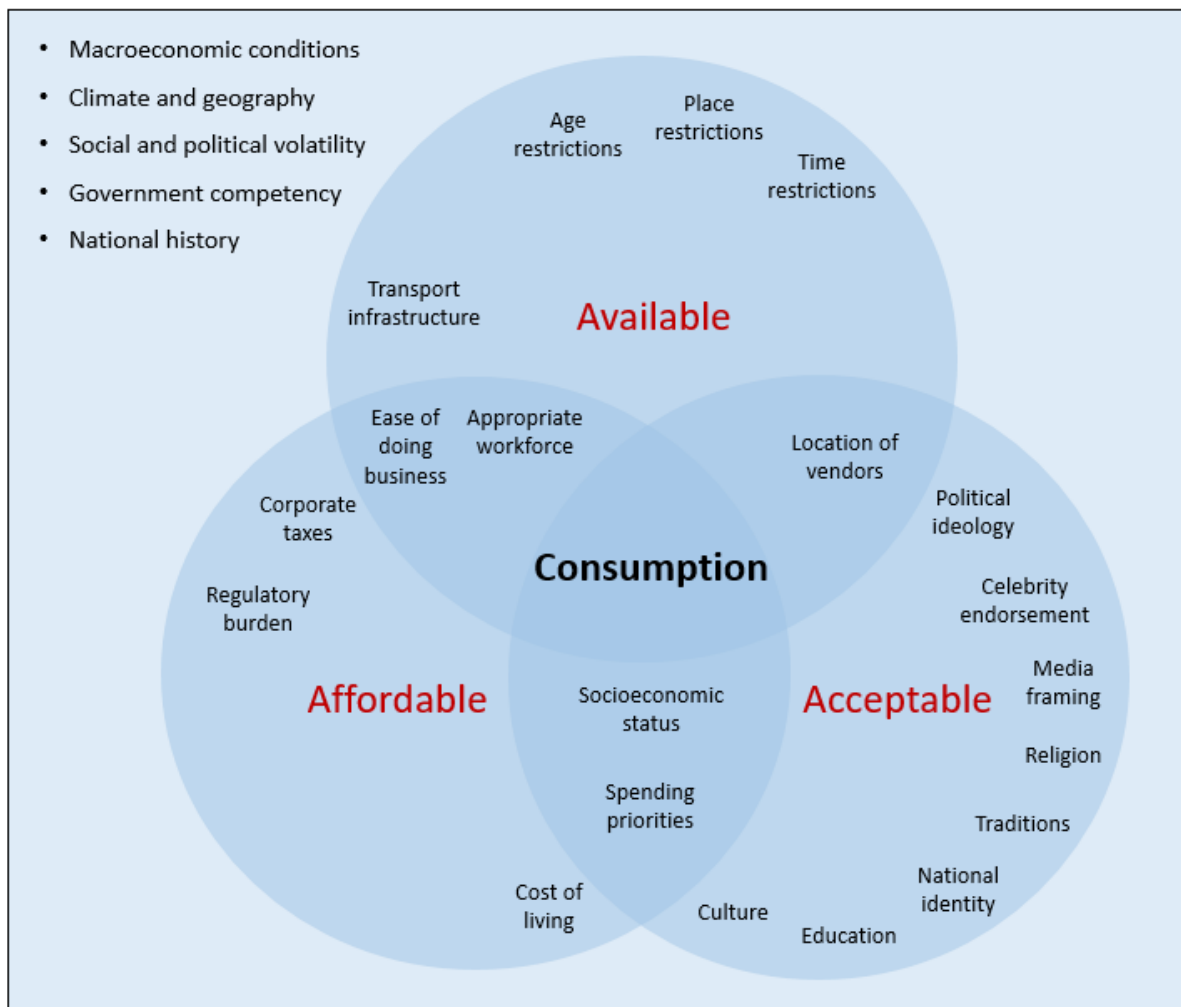 • Macroeconomic conditions
• Climate and geography
• Social and political volatility
• Government competency
• National history
Age
restrictions
Place
restrictions
Time
restrictions
Transport
infrastructure
Available
Ease of
doing
business
Appropriate
workforce
Location of
vendors
Corporate
taxes
Political
ideology
Consumption
Regulatory
burden
Celebrity
endorsement
Affordable
Socioeconomic
status
Acceptable
Media
framing
Religion
Spending
priorities
Traditions
Cost of
living
Culture
Education
National
identity